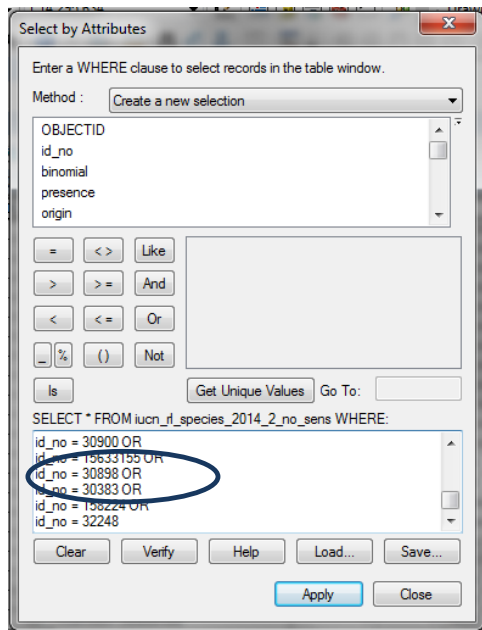 Select by Attributes
Enter a WHERE clause to select records in the table window.
Method : Create a new selection
OBJECTID
id_no
binomial
presence
origin
= < > Like
> > = And
< < = Or
_ % () Not
Is Get Unique Values Go To:
SELECT * FROM iucn_rl_species_2014_2_no_sens WHERE:
id_no = 30900 OR
id_no = 15633155 OR
id_no = 30898 OR
id_no = 30383 OR
id_no = 158224 OR
id_no = 32248
Clear Verify Help Load... Save...
Apply Close